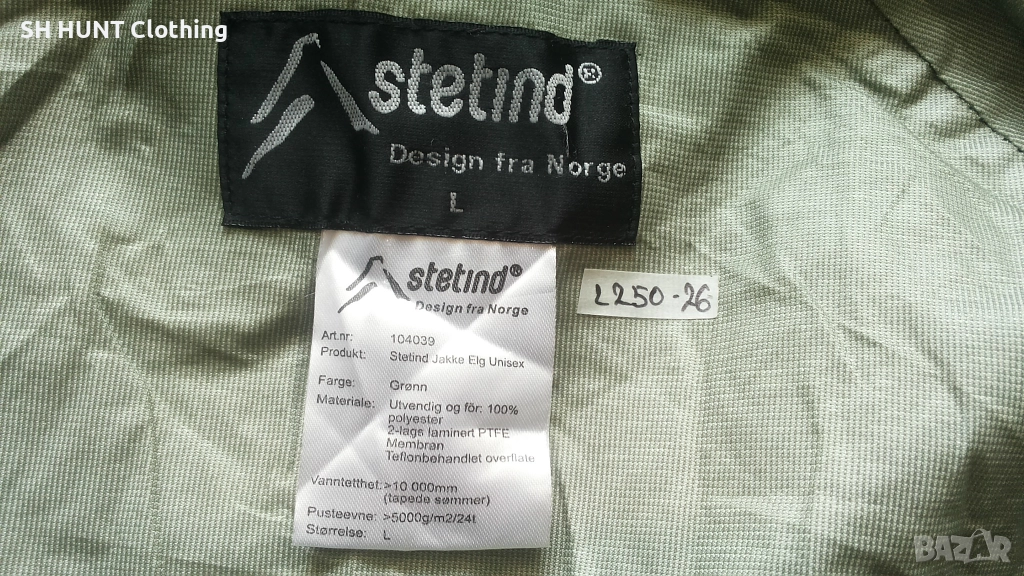 SH HUNT Clothing
stetind®
Design fra Norge
L
stetind®
Design fra Norge
Art.nr: 104039
Produkt: Stetind Jakke Elg Unisex
Farge: Grønn
Materiale: Utvendig og fôr: 100%
polyester
2-lags laminert PTFE
Membran
Teflonbehandlet overflate
Vanntetthet: >10 000mm
(tapede sømmer)
Pusteevne: >5000g/m2/24t
Størrelse: L
L250-26
BAZAR